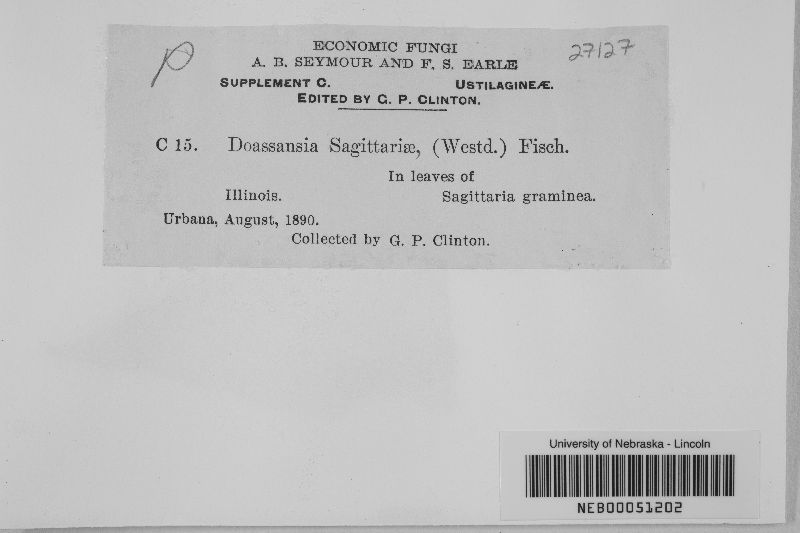 P
ECONOMIC FUNGI
27127
A. B. SEYMOUR AND F. S. EARLE
SUPPLEMENT C. USTILAGINEÆ.
EDITED BY G. P. CLINTON.
C 15. Doassansia Sagittariæ, (Westd.) Fisch.
In leaves of
Illinois. Sagittaria graminea.
Urbana, August, 1890.
Collected by G. P. Clinton.
University of Nebraska - Lincoln
NEB00051202